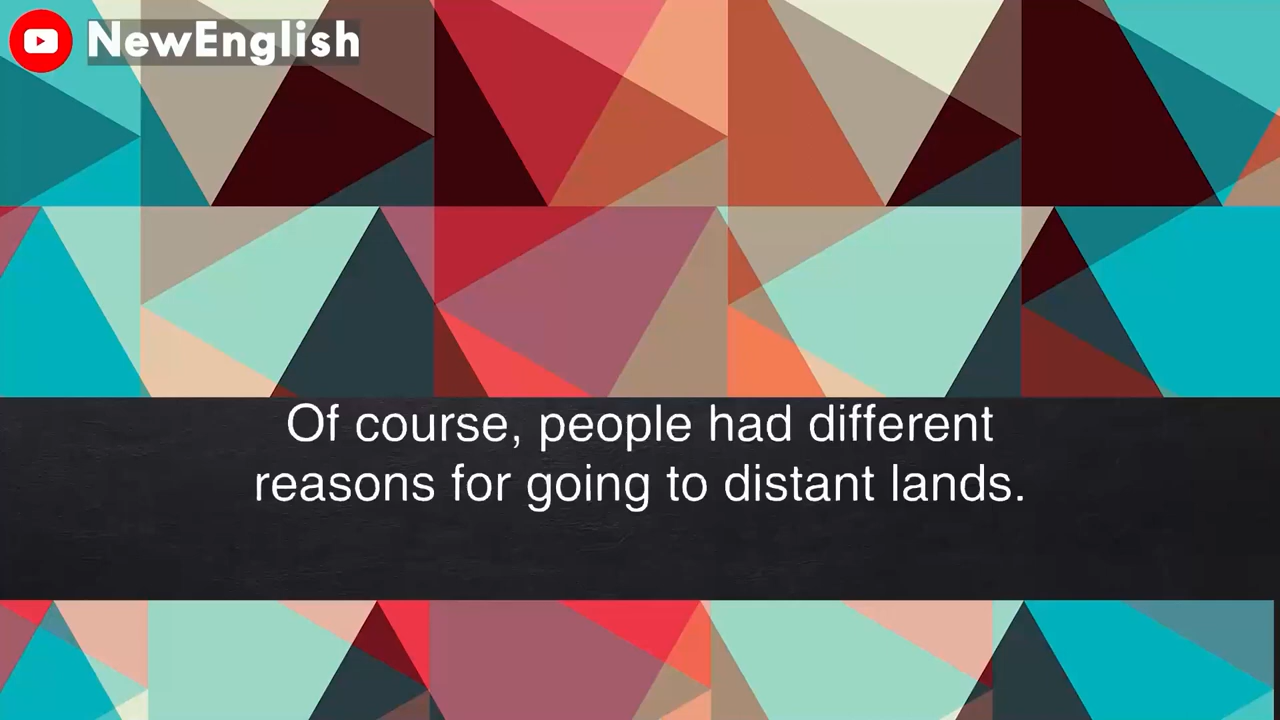 NewEnglish
Of course, people had different
reasons for going to distant lands.